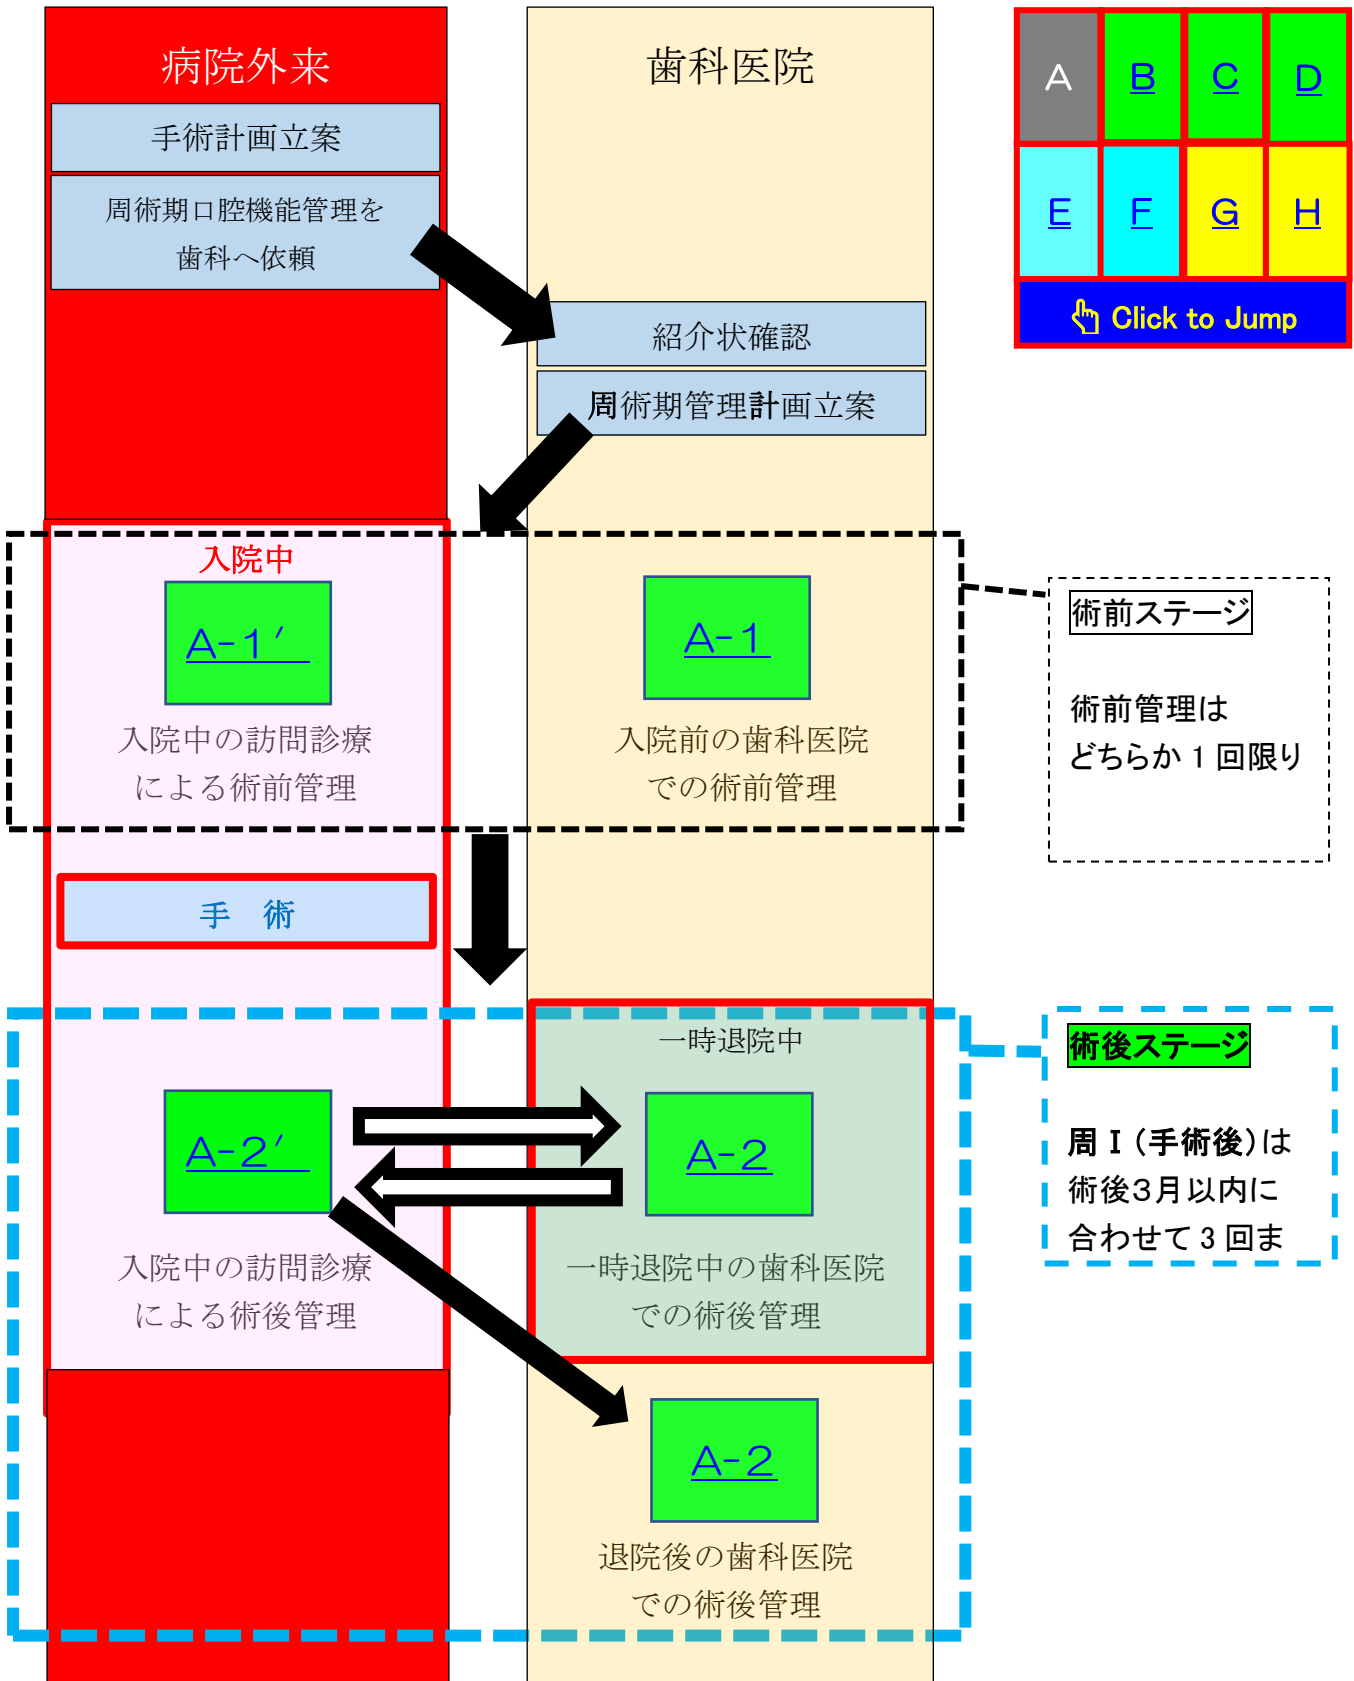 病院外来
手術計画立案
周術期口腔機能管理を
歯科へ依頼
歯科医院
紹介状確認
周術期管理計画立案
A B C D
E F G H
Click to Jump
入院中
A-1′
入院中の訪問診療
による術前管理
A-1
入院前の歯科医院
での術前管理
術前ステージ
術前管理は
どちらか 1 回限り
手 術
一時退院中
A-2′
入院中の訪問診療
による術後管理
A-2
一時退院中の歯科医院
での術後管理
術後ステージ
周Ⅰ(手術後)は
術後3月以内に
合わせて 3 回ま
A-2
退院後の歯科医院
での術後管理